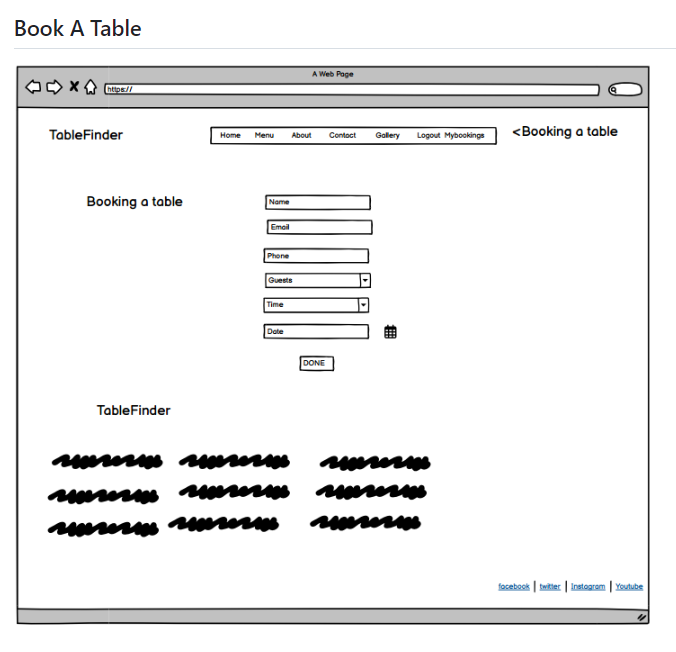 Book A Table
A Web Page
https://
TableFinder
Home Menu About Contact Gallery Logout Mybookings
<Booking a table
Booking a table
Name
Email
Phone
Guests
Time
Date
DONE
TableFinder
facebook | twitter | Instagram | Youtube